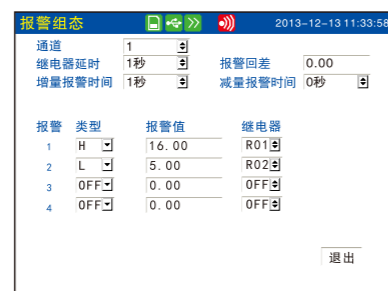 报警组态 2013-12-13 11:33:58
通道 1
继电器延时 1秒 报警回差 0.00
增量报警时间 1秒 减量报警时间 0秒
报警 类型 报警值 继电器
1 H 16.00 R01
2 L 5.00 R02
3 OFF 0.00 OFF
4 OFF 0.00 OFF
退出